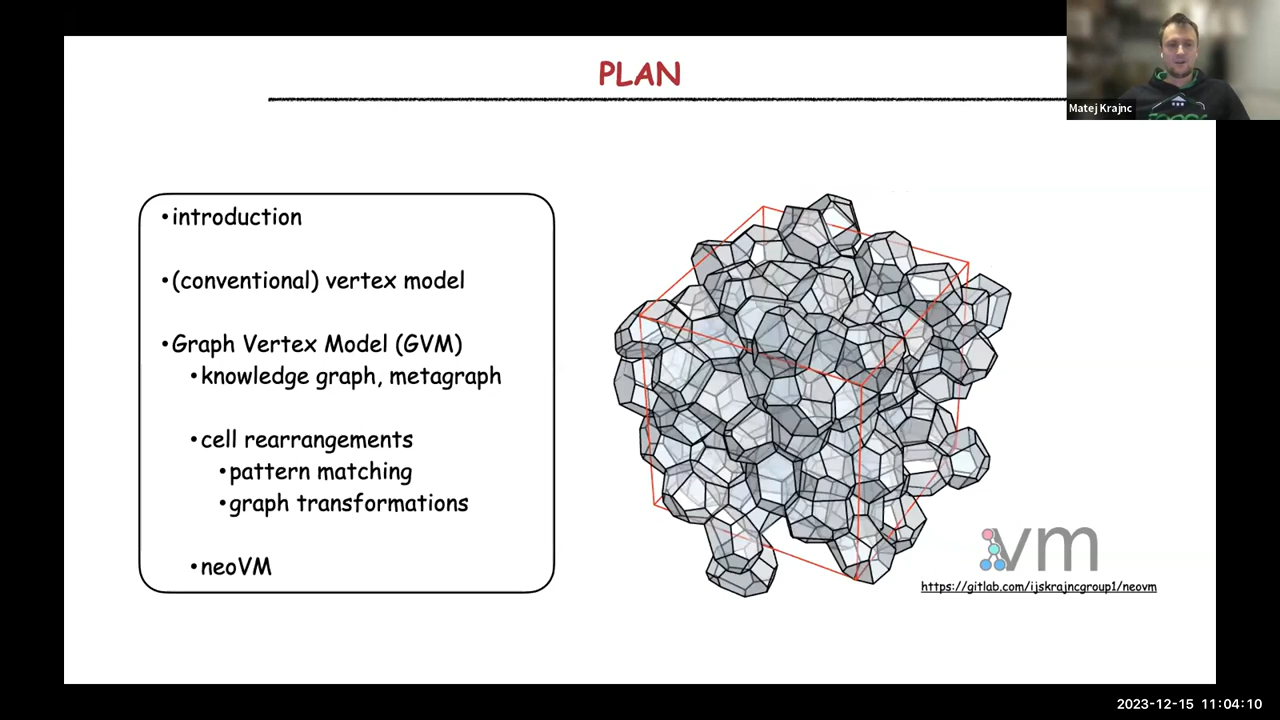 PLAN
Matej Krajnc
•introduction
•(conventional) vertex model
•Graph Vertex Model (GVM)
•knowledge graph, metagraph
•cell rearrangements
•pattern matching
•graph transformations
•neoVM
vm
https://gitlab.com/ijskrajncgroup1/neovm
2023-12-15 11:04:10